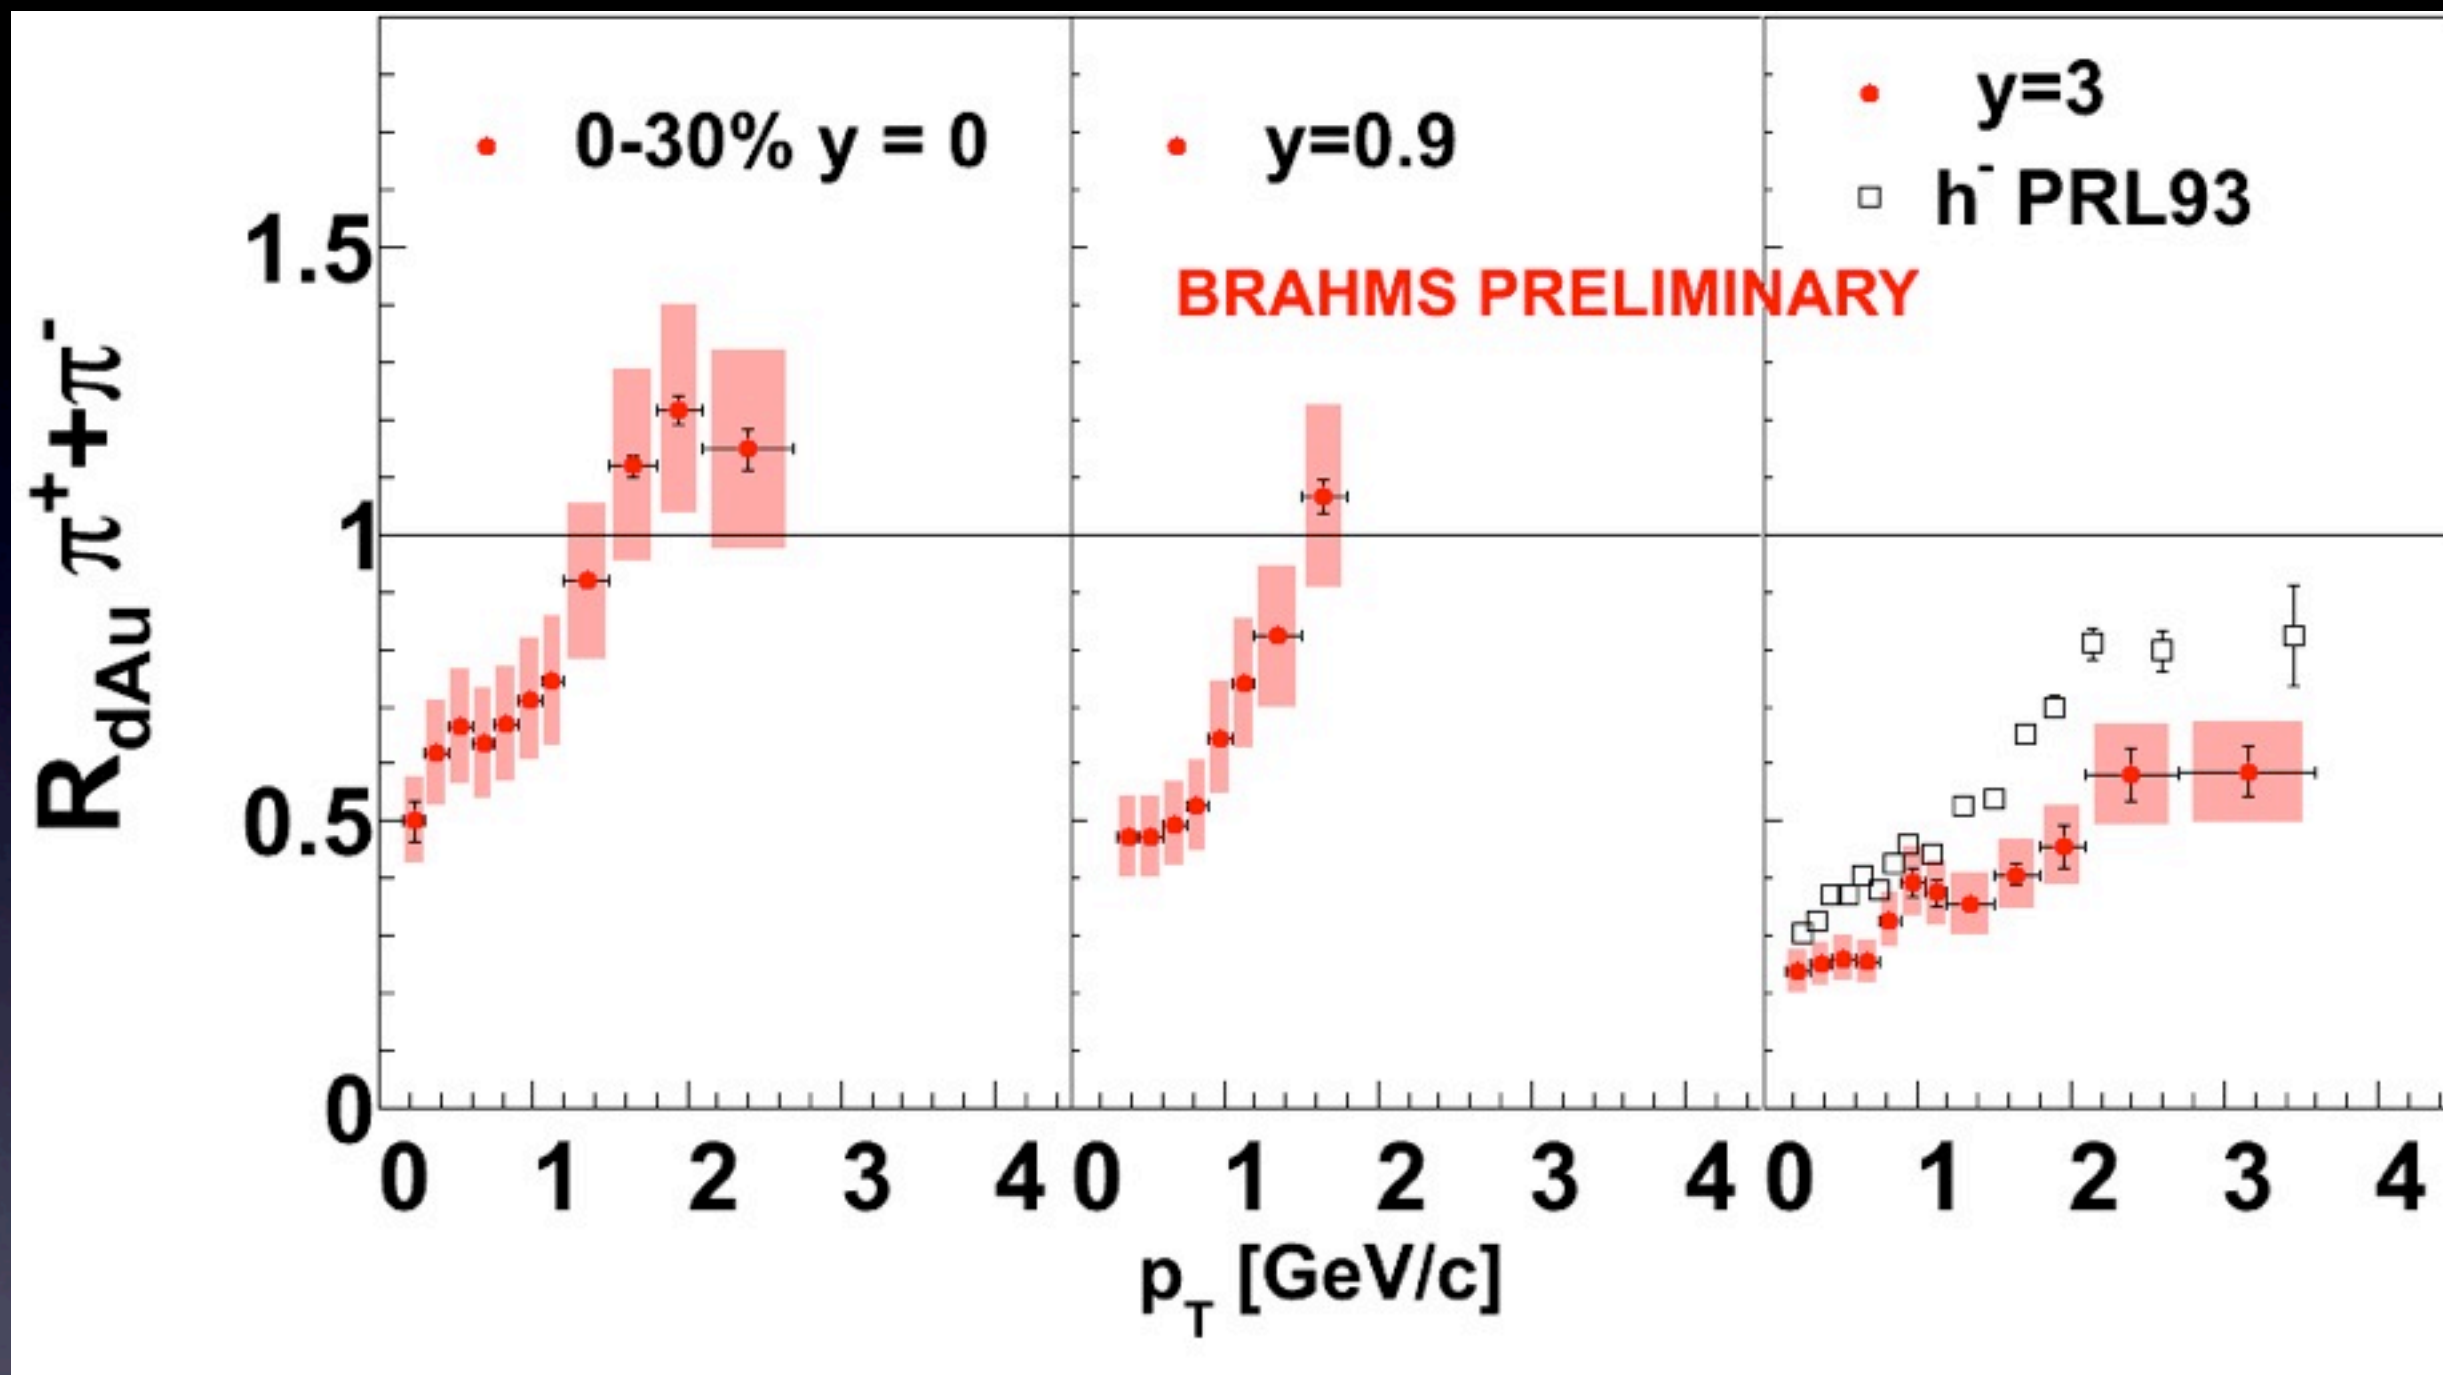 0-30% y = 0
y=0.9
y=3
h⁻ PRL93
BRAHMS PRELIMINARY
R_dAu π⁺+π⁻
1.5
1
0.5
0
0 1 2 3 4 0 1 2 3 4 0 1 2 3 4
p_T [GeV/c]